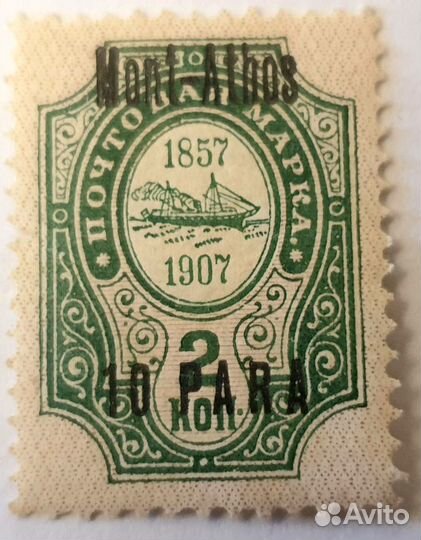 Mont-Athos
ПОЧТОВАЯ МАРКА.
1857
1907
2
10 PARA
КОП.
Avito